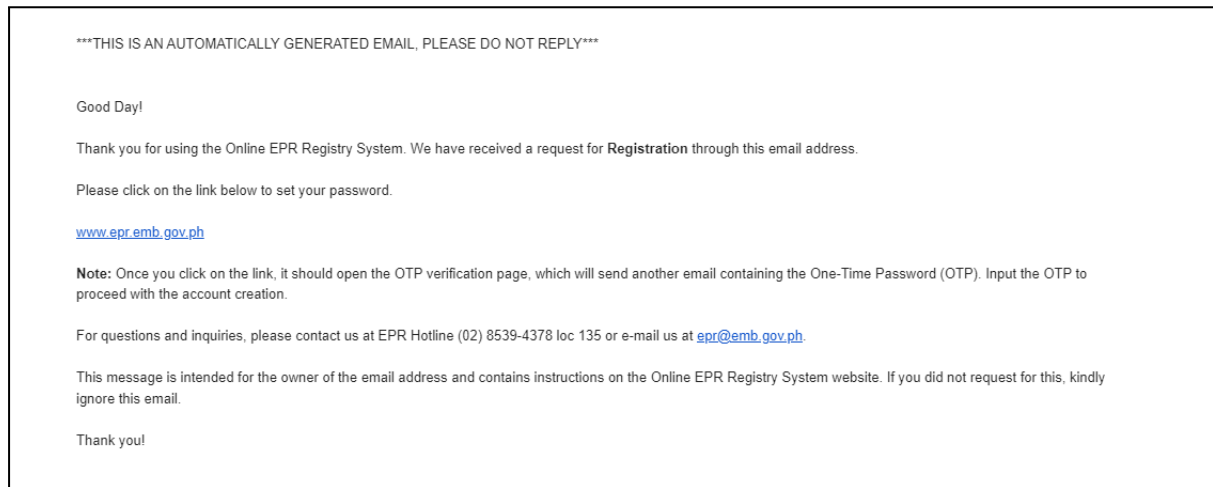 ***THIS IS AN AUTOMATICALLY GENERATED EMAIL, PLEASE DO NOT REPLY***
Good Day!
Thank you for using the Online EPR Registry System. We have received a request for Registration through this email address.
Please click on the link below to set your password.
www.epr.emb.gov.ph
Note: Once you click on the link, it should open the OTP verification page, which will send another email containing the One-Time Password (OTP). Input the OTP to
proceed with the account creation.
For questions and inquiries, please contact us at EPR Hotline (02) 8539-4378 loc 135 or e-mail us at epr@emb.gov.ph.
This message is intended for the owner of the email address and contains instructions on the Online EPR Registry System website. If you did not request for this, kindly
ignore this email.
Thank you!